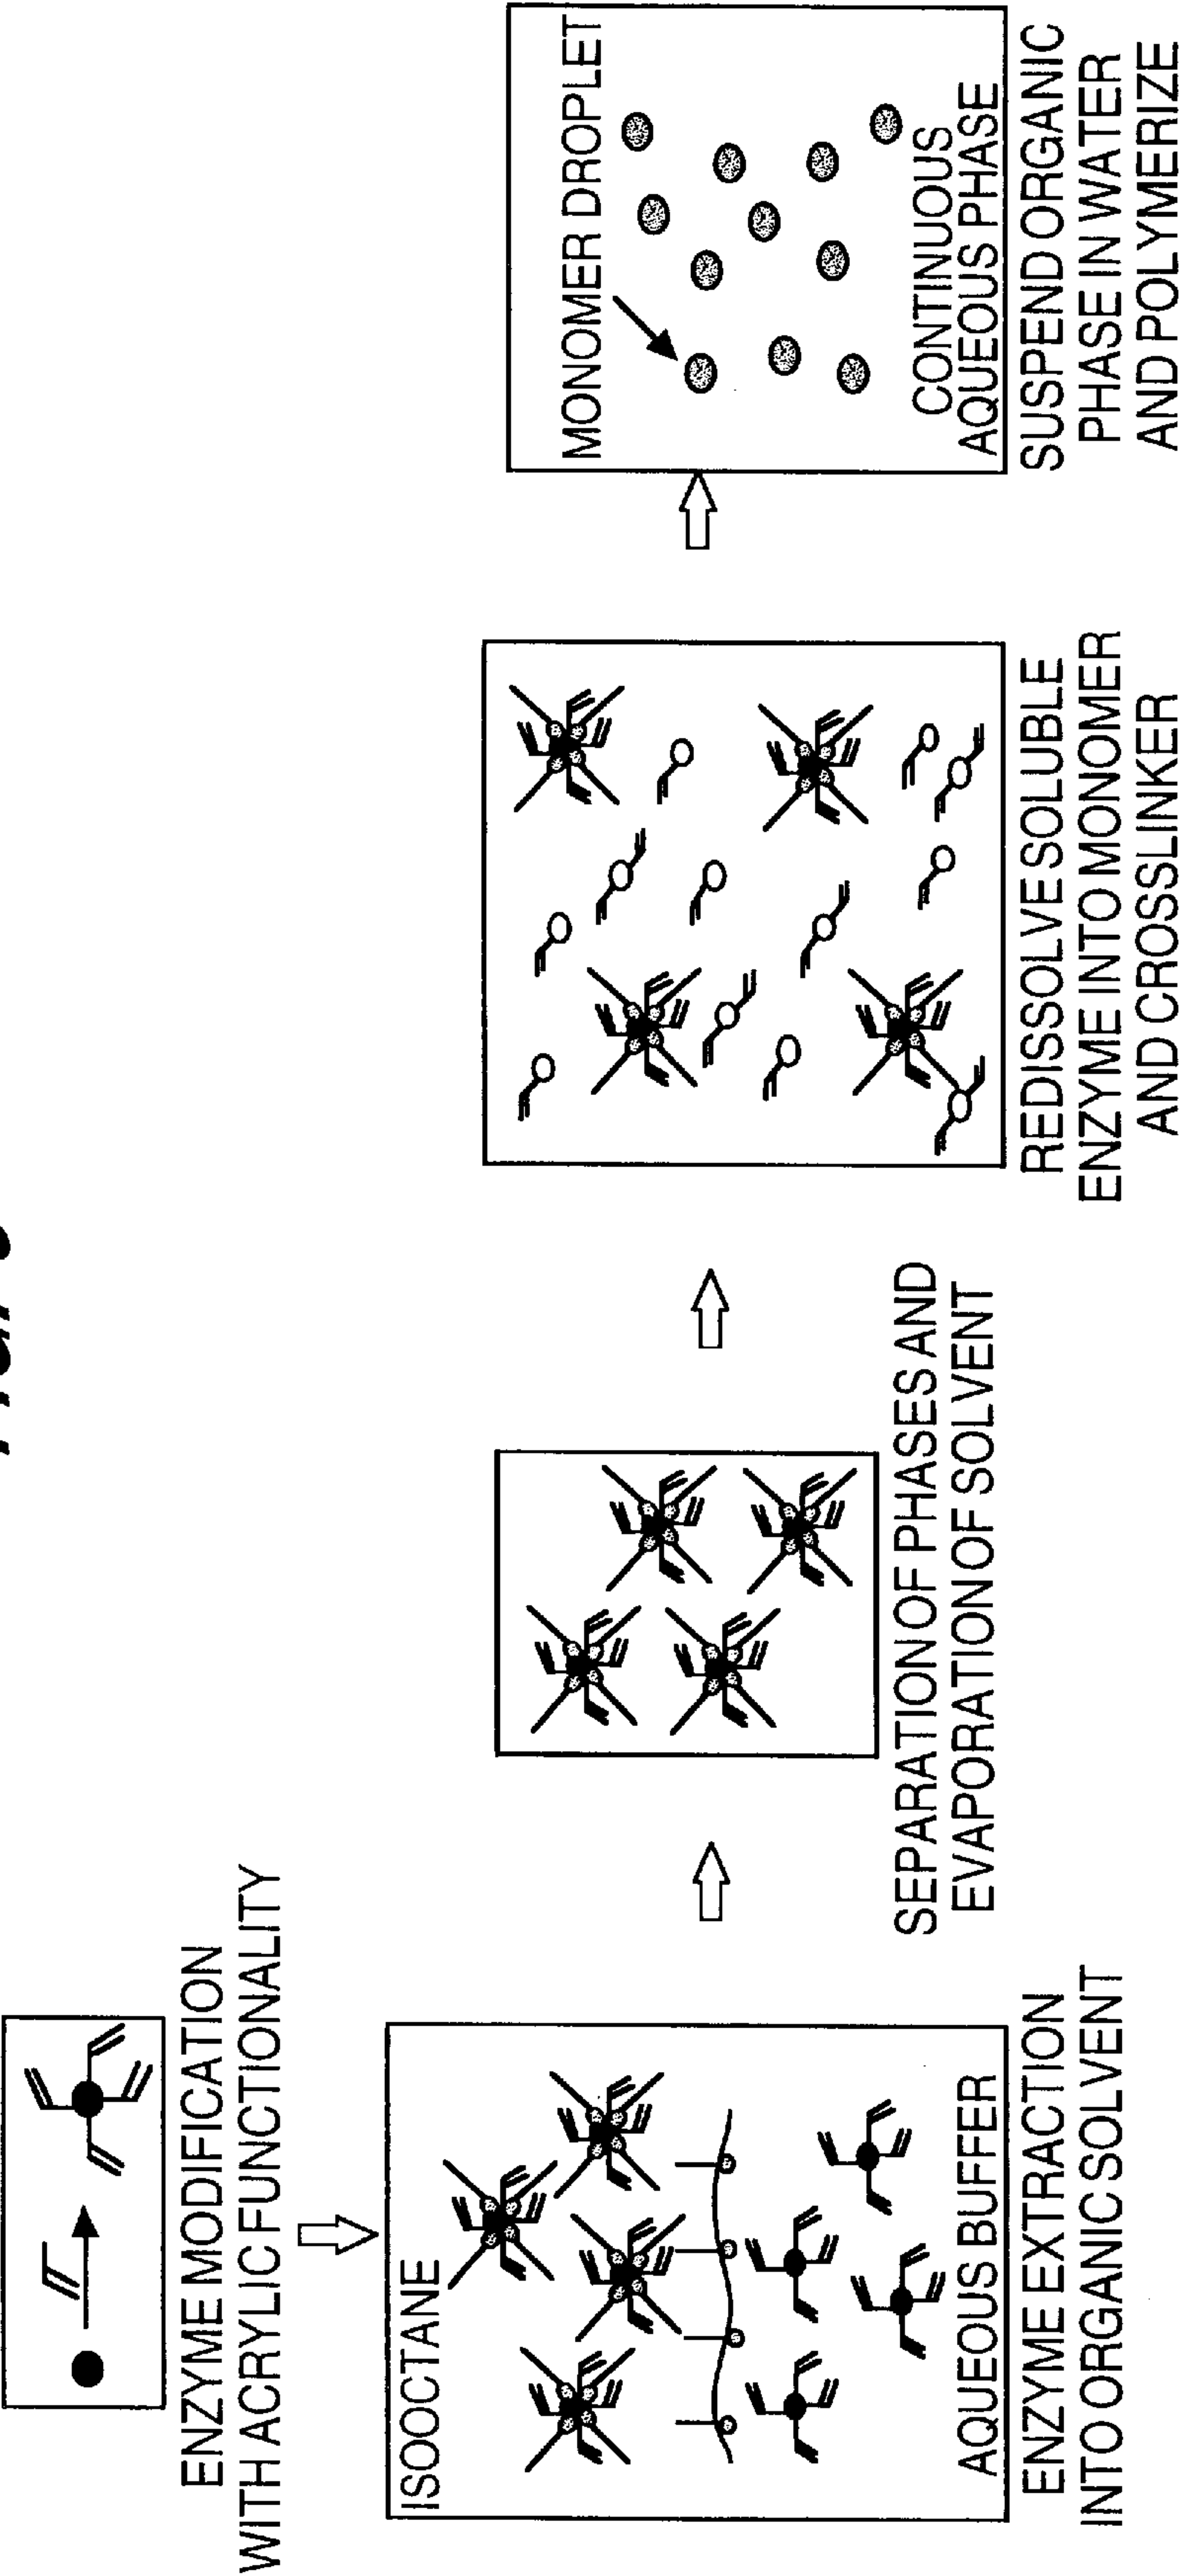 ENZYME MODIFICATION
WITH ACRYLIC FUNCTIONALITY
ISOOCTANE
AQUEOUS BUFFER
ENZYME EXTRACTION
INTO ORGANIC SOLVENT
SEPARATION OF PHASES AND
EVAPORATION OF SOLVENT
REDISSOLVE SOLUBLE
ENZYME INTO MONOMER
AND CROSSLINKER
MONOMER DROPLET
CONTINUOUS
AQUEOUS PHASE
SUSPEND ORGANIC
PHASE IN WATER
AND POLYMERIZE